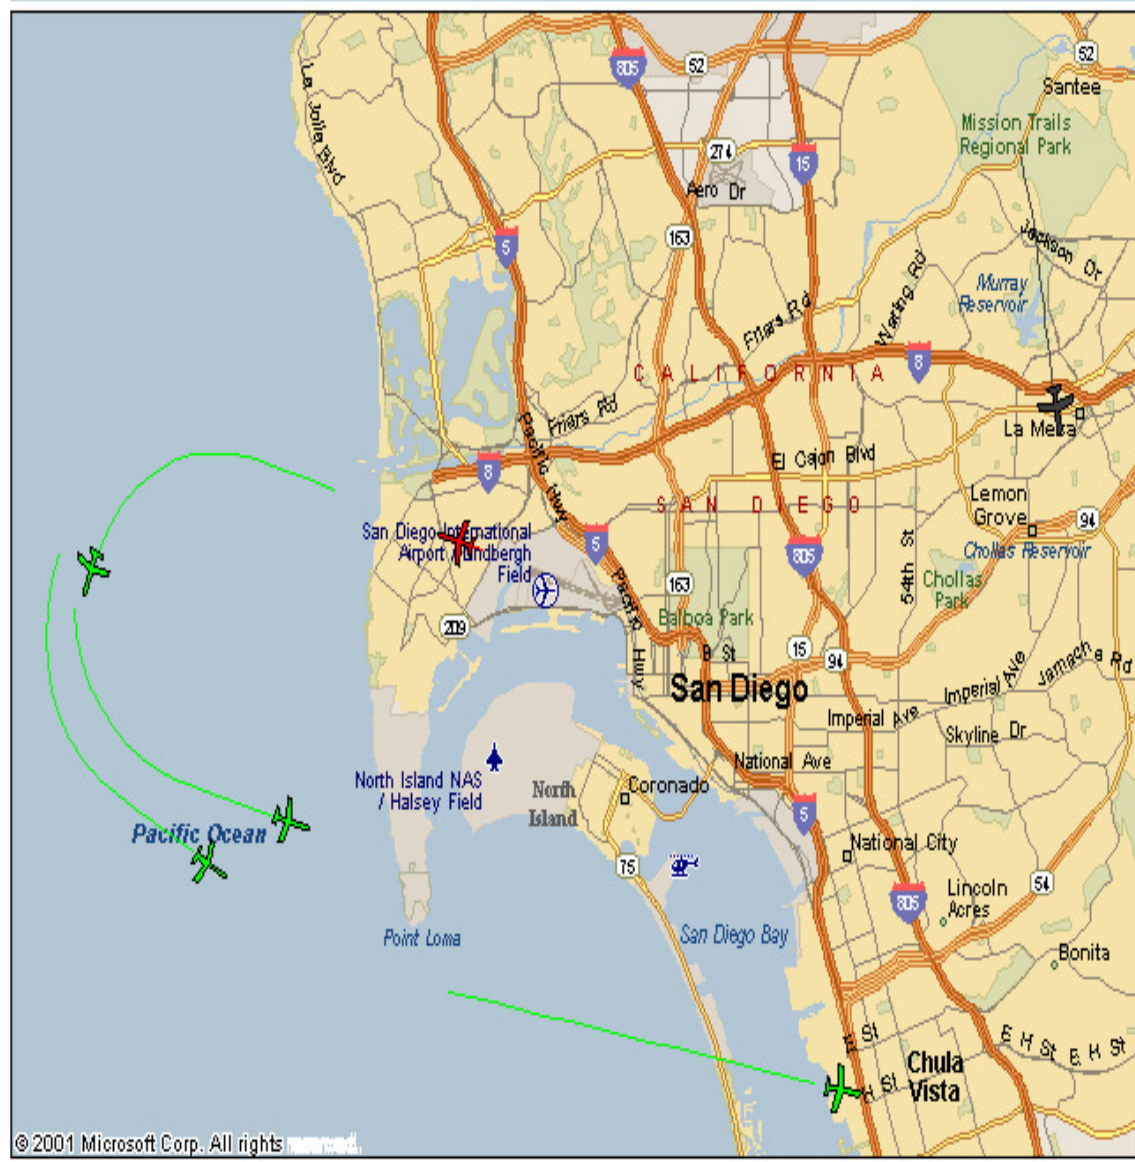 52
805
52
Santee
La Jolla Blvd
Mission Trails
Regional Park
274
15
Aero Dr
163
5
Jackson Dr
Waring Rd
Murray
Reservoir
Friars Rd
8
CALIFORNIA
Friars Rd
La Mesa
Pacific Hwy
El Cajon Blvd
8
SAN DIEGO
Lemon
Grove
94
San Diego International
Airport / Lindbergh
Field
5
805
54th St
Chollas Reservoir
163
Chollas
Park
Pacific Hwy
Balboa Park
209
B St
15
94
Imperial Ave
Jamacha Rd
San Diego
Imperial Ave
Skyline Dr
National Ave
North Island NAS
/ Halsey Field
North
Island
Coronado
5
Pacific Ocean
National City
75
54
805
Lincoln
Acres
Point Loma
San Diego Bay
Bonita
E St
E H St E H St
H St
Chula
Vista
© 2001 Microsoft Corp. All rights